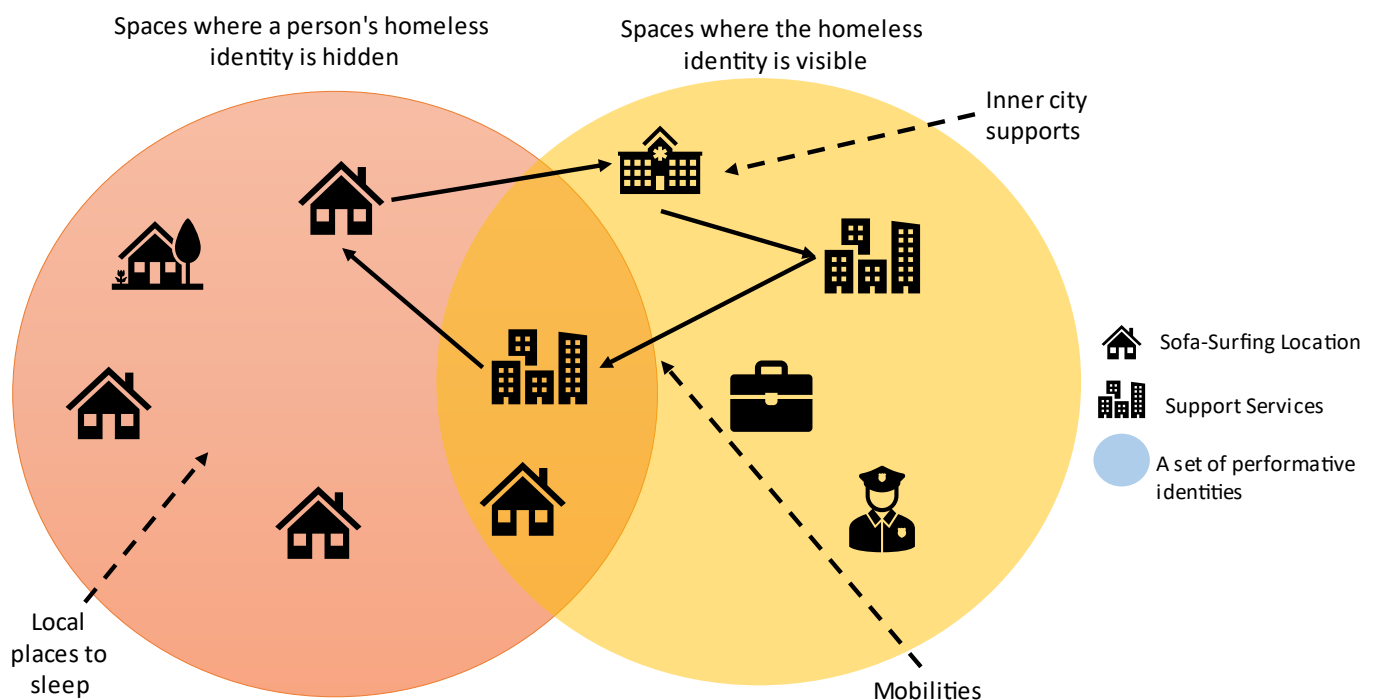 Spaces where a person's homeless
identity is hidden
Spaces where the homeless
identity is visible
Inner city
supports
Sofa-Surfing Location
Support Services
A set of performative
identities
Local
places to
sleep
Mobilities